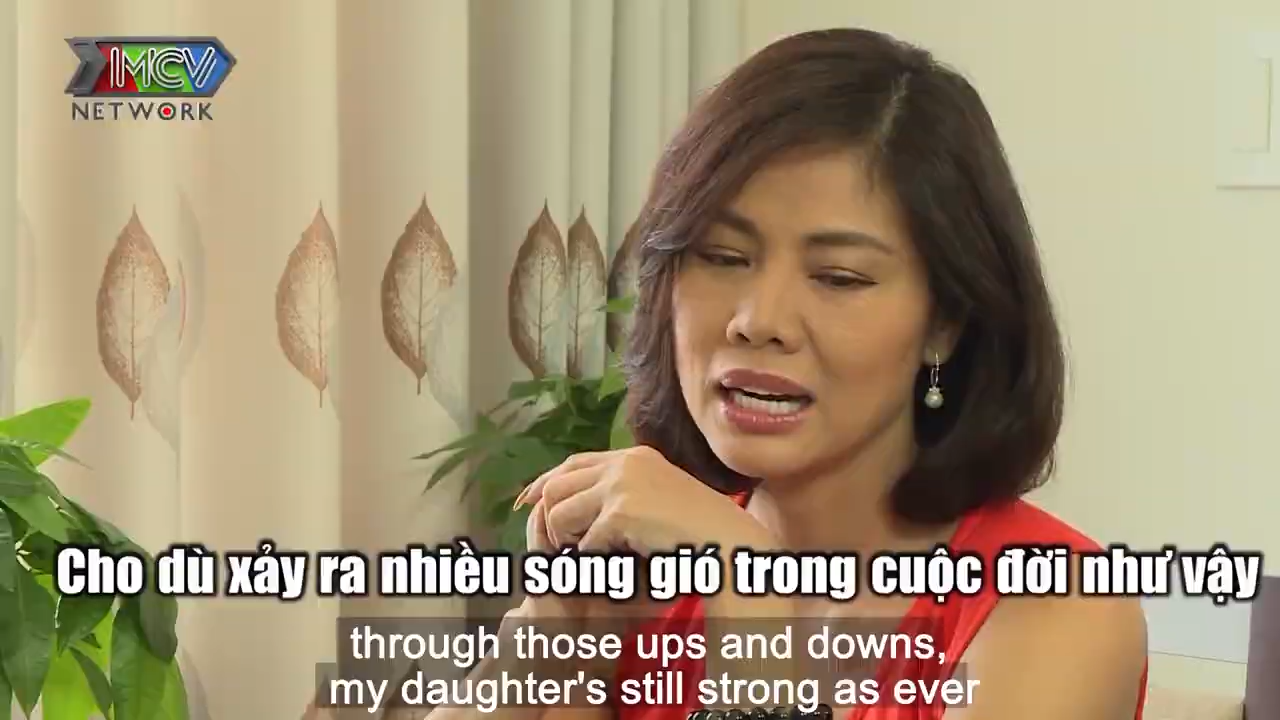 MCV
NETWORK
Cho dù xảy ra nhiều sóng gió trong cuộc đời như vậy
through those ups and downs,
my daughter's still strong as ever